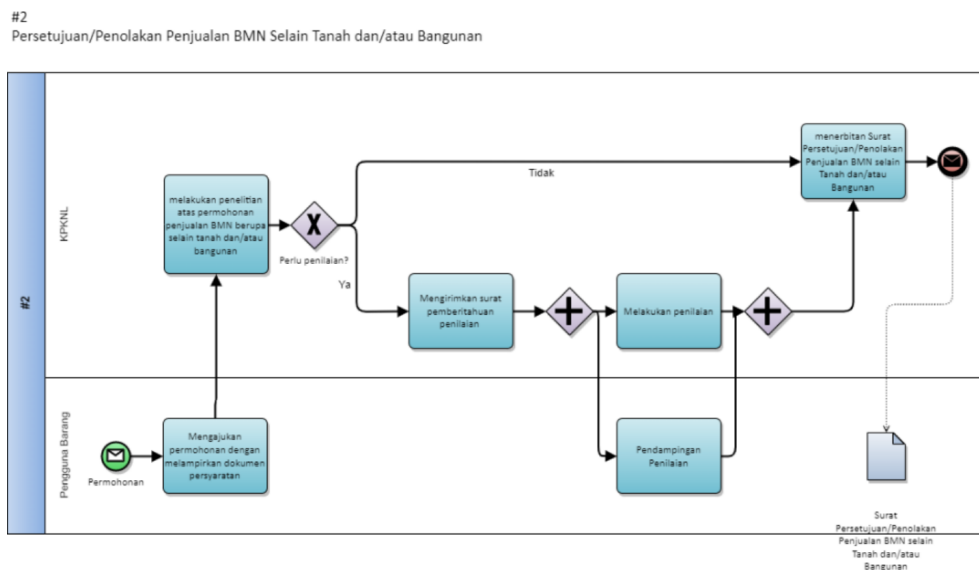 #2
Persetujuan/Penolakan Penjualan BMN Selain Tanah dan/atau Bangunan
#2
KPKNL
melakukan penelitian
atas permohonan
penjualan BMN berupa
selain tanah dan/atau
bangunan
Perlu penilaian?
Tidak
Ya
menerbitan Surat
Persetujuan/Penolakan
Penjualan BMN selain
Tanah dan/atau
Bangunan
Mengirimkan surat
pemberitahuan
penilaian
Melakukan penilaian
Pengguna Barang
Permohonan
Mengajukan
permohonan dengan
melampirkan dokumen
persyaratan
Pendampingan
Penilaian
Surat
Persetujuan/Penolakan
Penjualan BMN selain
Tanah dan/atau
Bangunan